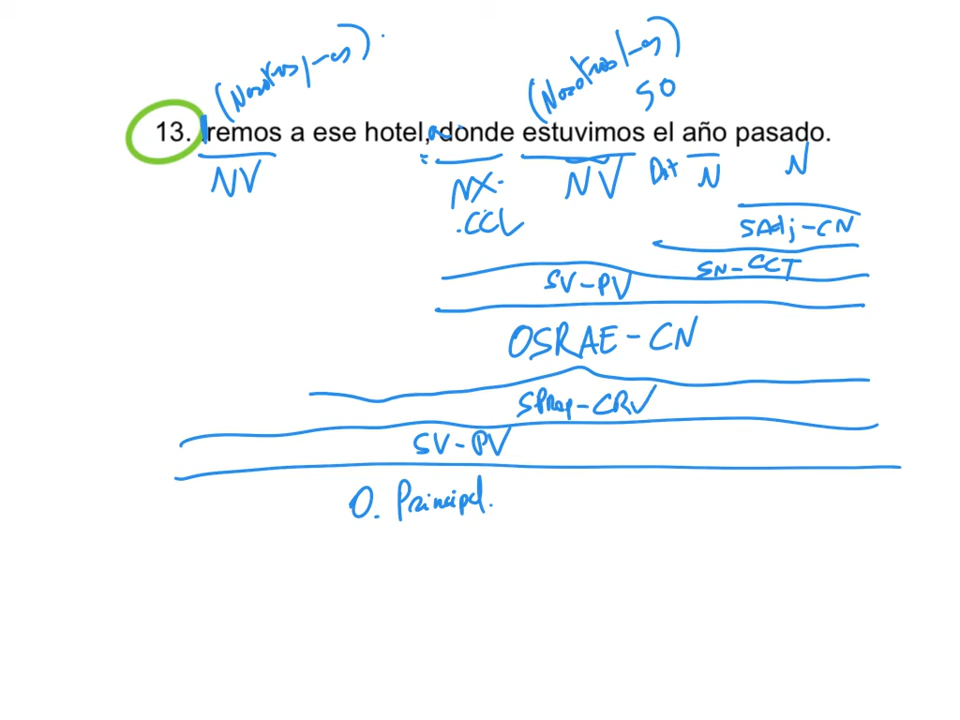 (Nosotros/-as) (Nosotros/-as)
SO
13. Iremos a ese hotel, donde estuvimos el año pasado.
NV NX NV Det N N
CCL
SAdj-CN
SN-CCT
SV-PV
OSRAE-CN
SPrep-CRV
SV-PV
O. Principal.